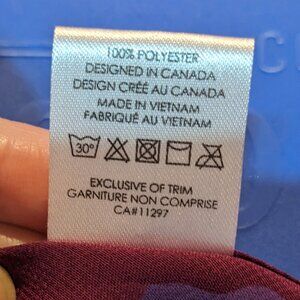 100% POLYESTER
DESIGNED IN CANADA
DESIGN CRÉÉ AU CANADA
MADE IN VIETNAM
FABRIQUÉ AU VIETNAM
30°
EXCLUSIVE OF TRIM
GARNITURE NON COMPRISE
CA#11297